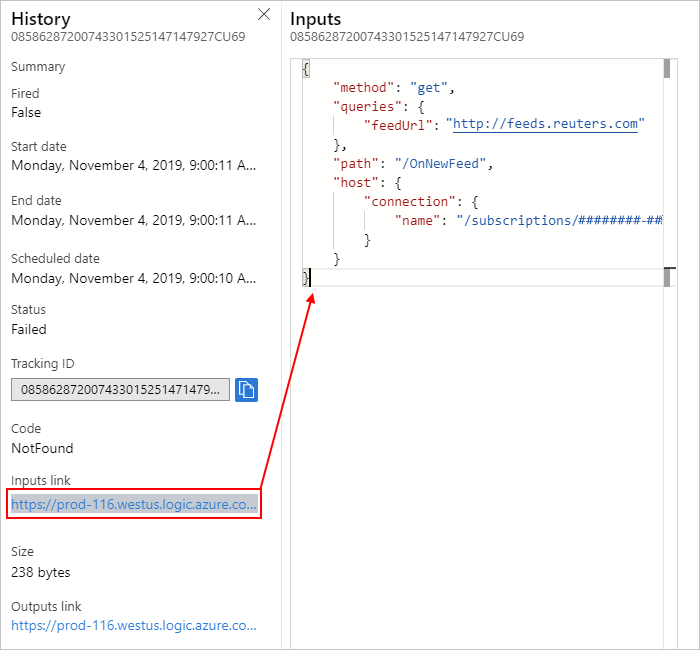 History
08586287200743301525147147927CU69
Summary
Fired
False
Start date
Monday, November 4, 2019, 9:00:11 A...
End date
Monday, November 4, 2019, 9:00:11 A...
Scheduled date
Monday, November 4, 2019, 9:00:10 A...
Status
Failed
Tracking ID
085862872007433015251471479...
Code
NotFound
Inputs link
https://prod-116.westus.logic.azure.co...
Size
238 bytes
Outputs link
https://prod-116.westus.logic.azure.co...
Inputs
08586287200743301525147147927CU69
{
"method": "get",
"queries": {
"feedUrl": "http://feeds.reuters.com"
},
"path": "/OnNewFeed",
"host": {
"connection": {
"name": "/subscriptions/########-##
}
}
}